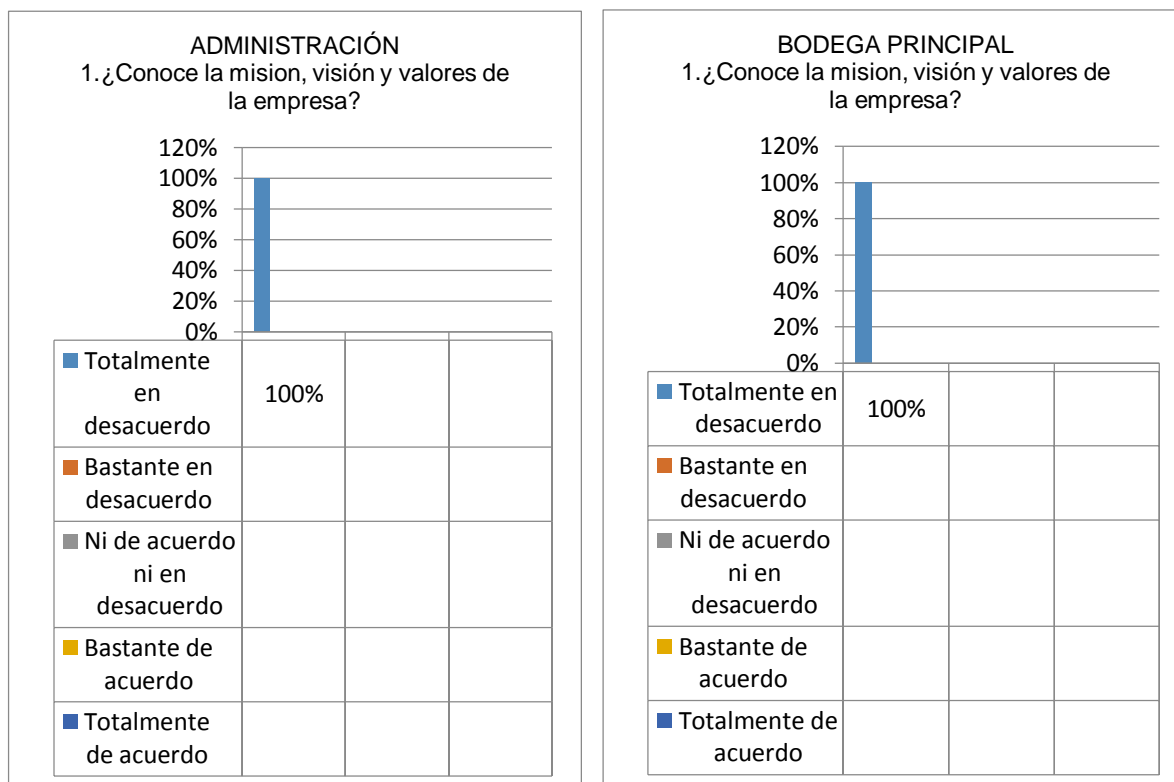 ADMINISTRACIÓN
1.¿Conoce la mision, visión y valores de
la empresa?
120%
100%
80%
60%
40%
20%
0%
Totalmente
en
desacuerdo
100%
Bastante en
desacuerdo
Ni de acuerdo
ni en
desacuerdo
Bastante de
acuerdo
Totalmente
de acuerdo
BODEGA PRINCIPAL
1.¿Conoce la mision, visión y valores de
la empresa?
120%
100%
80%
60%
40%
20%
0%
Totalmente en
desacuerdo
100%
Bastante en
desacuerdo
Ni de acuerdo
ni en
desacuerdo
Bastante de
acuerdo
Totalmente de
acuerdo